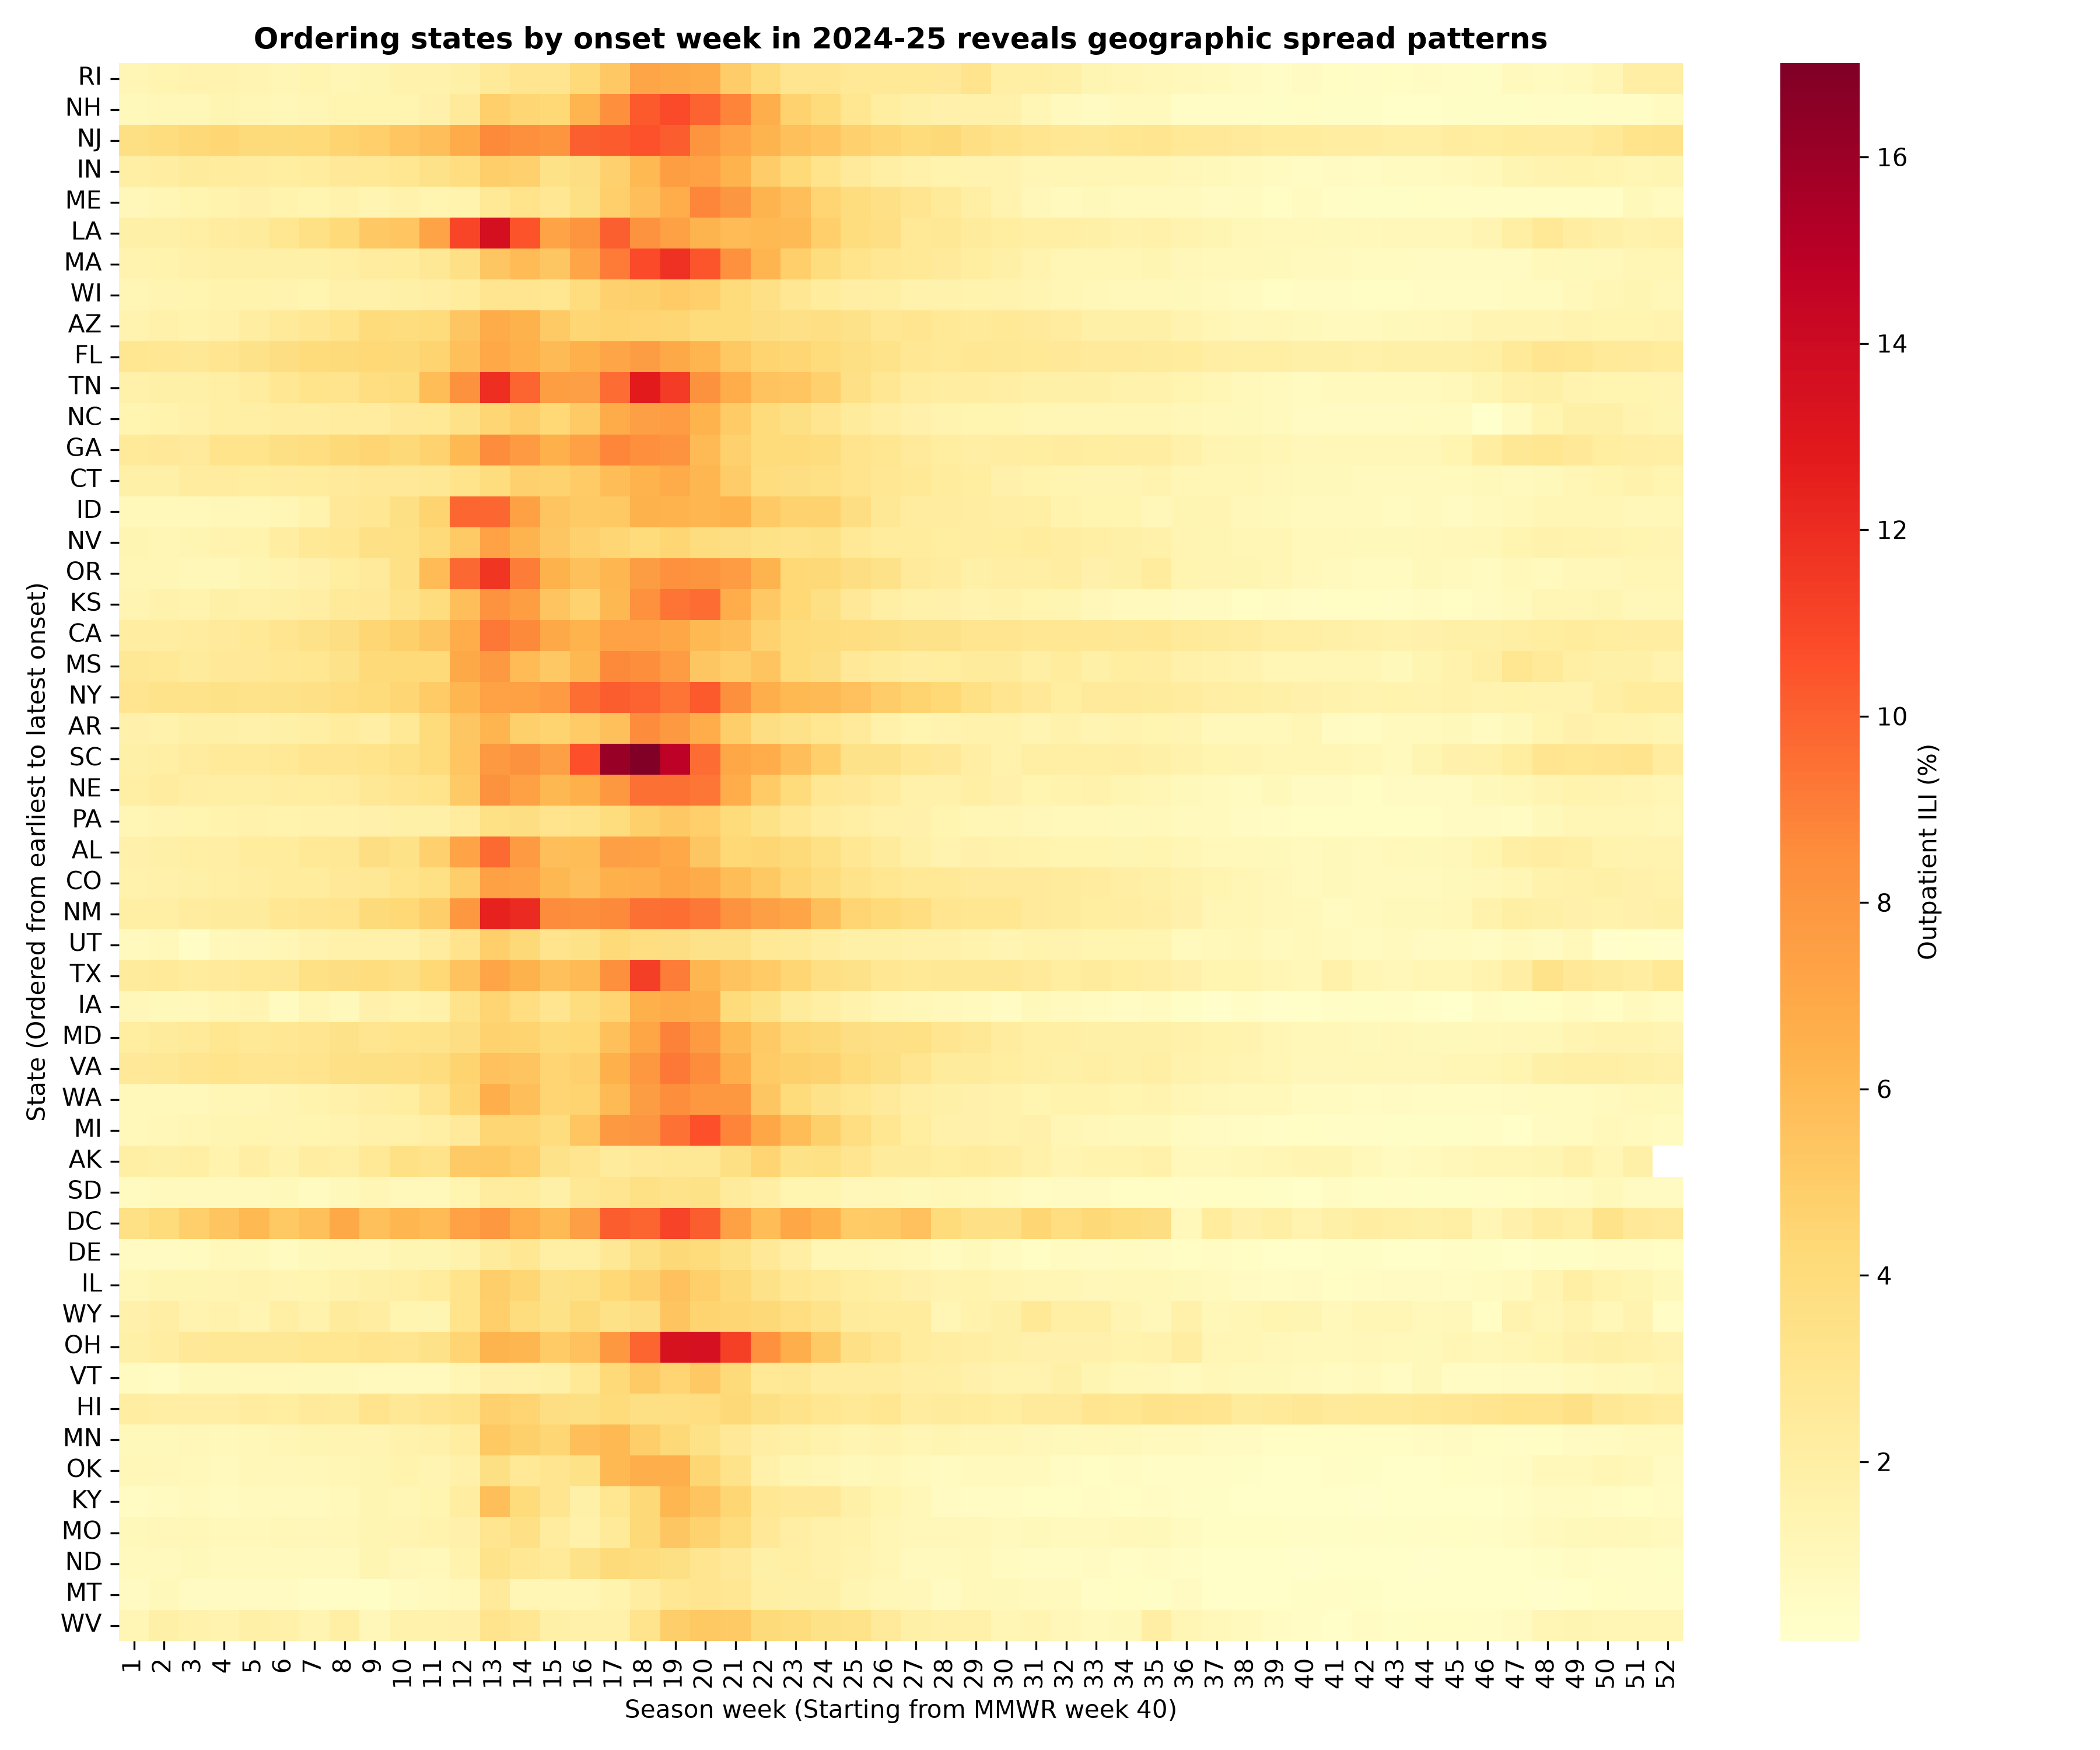 Ordering states by onset week in 2024-25 reveals geographic spread patterns
State (Ordered from earliest to latest onset)
RI
NH
NJ
IN
ME
LA
MA
WI
AZ
FL
TN
NC
GA
CT
ID
NV
OR
KS
CA
MS
NY
AR
SC
NE
PA
AL
CO
NM
UT
TX
IA
MD
VA
WA
MI
AK
SD
DC
DE
IL
WY
OH
VT
HI
MN
OK
KY
MO
ND
MT
WV
1 2 3 4 5 6 7 8 9 10 11 12 13 14 15 16 17 18 19 20 21 22 23 24 25 26 27 28 29 30 31 32 33 34 35 36 37 38 39 40 41 42 43 44 45 46 47 48 49 50 51 52
Season week (Starting from MMWR week 40)
16
14
12
10
8
6
4
2
Outpatient ILI (%)